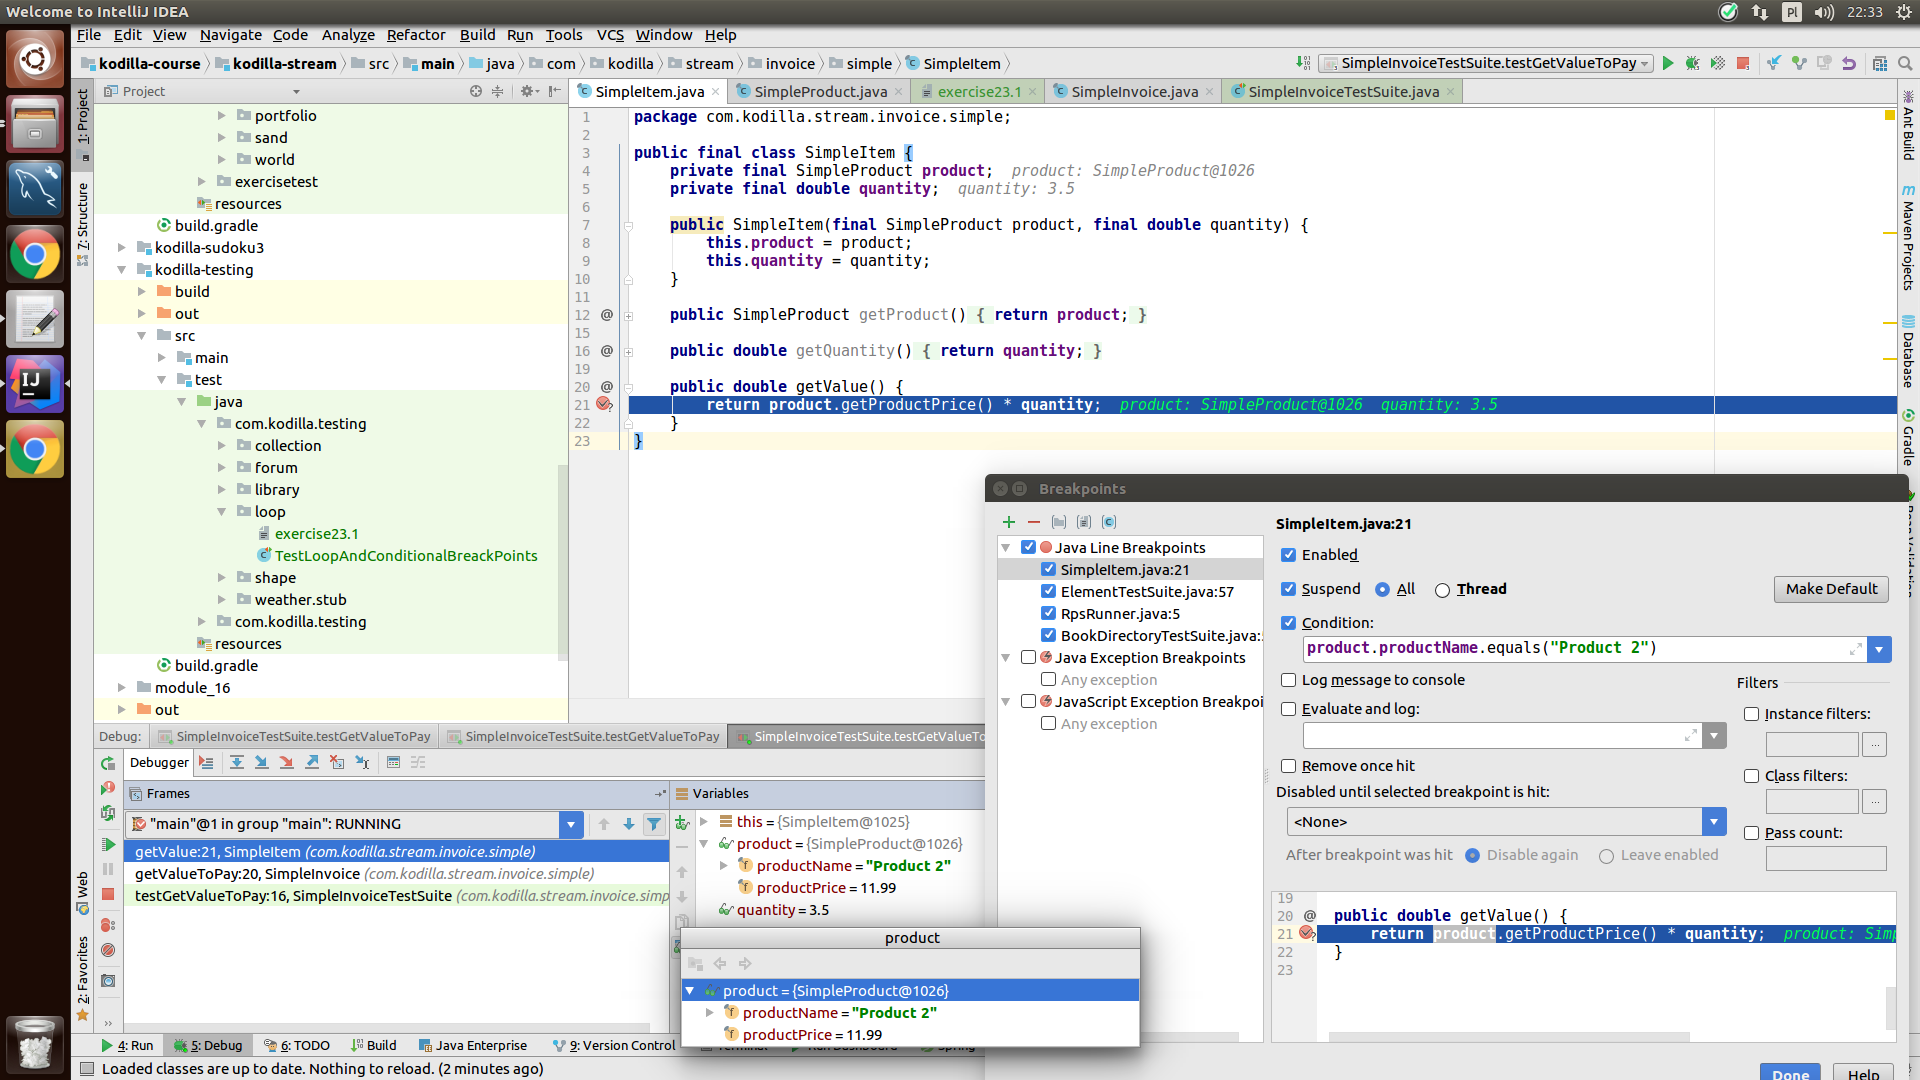 Welcome to IntelliJ IDEA
Pl
22:33
File Edit View Navigate Code Analyze Refactor Build Run Tools VCS Window Help
kodilla-course kodilla-stream src main java com kodilla stream invoice simple SimpleItem
SimpleInvoiceTestSuite.testGetValueToPay
Project
SimpleItem.java SimpleProduct.java exercise23.1 SimpleInvoice.java SimpleInvoiceTestSuite.java
1: Project
7: Structure
Web
2: Favorites
portfolio
sand
world
exercisetest
resources
build.gradle
kodilla-sudoku3
kodilla-testing
build
out
src
main
test
java
com.kodilla.testing
collection
forum
library
loop
exercise23.1
TestLoopAndConditionalBreackPoints
shape
weather.stub
com.kodilla.testing
resources
build.gradle
module_16
out
1 package com.kodilla.stream.invoice.simple;
2
3 public final class SimpleItem {
4 private final SimpleProduct product; product: SimpleProduct@1026
5 private final double quantity; quantity: 3.5
6
7 public SimpleItem(final SimpleProduct product, final double quantity) {
8 this.product = product;
9 this.quantity = quantity;
10 }
11
12 @ public SimpleProduct getProduct() { return product; }
15
16 @ public double getQuantity() { return quantity; }
19
20 @ public double getValue() {
21 return product.getProductPrice() * quantity; product: SimpleProduct@1026 quantity: 3.5
22 }
23 }
Ant Build
Maven Projects
Database
Gradle
Debug: SimpleInvoiceTestSuite.testGetValueToPay SimpleInvoiceTestSuite.testGetValueToPay SimpleInvoiceTestSuite.testGetValueTo
Debugger
Frames
"main"@1 in group "main": RUNNING
getValue:21, SimpleItem (com.kodilla.stream.invoice.simple)
getValueToPay:20, SimpleInvoice (com.kodilla.stream.invoice.simple)
testGetValueToPay:16, SimpleInvoiceTestSuite (com.kodilla.stream.invoice.simp
Variables
this = {SimpleItem@1025}
product = {SimpleProduct@1026}
productName = "Product 2"
productPrice = 11.99
quantity = 3.5
product
product = {SimpleProduct@1026}
productName = "Product 2"
productPrice = 11.99
Breakpoints
Java Line Breakpoints
SimpleItem.java:21
ElementTestSuite.java:57
RpsRunner.java:5
BookDirectoryTestSuite.java:
Java Exception Breakpoints
Any exception
JavaScript Exception Breakpoi
Any exception
SimpleItem.java:21
Enabled
Suspend All Thread
Make Default
Condition:
product.productName.equals("Product 2")
Log message to console
Evaluate and log:
Remove once hit
Disabled until selected breakpoint is hit:
<None>
After breakpoint was hit Disable again Leave enabled
Filters
Instance filters:
...
Class filters:
...
Pass count:
19
20 @ public double getValue() {
21 return product.getProductPrice() * quantity; product: Sim
22 }
23
Done Help
4: Run 5: Debug 6: TODO Build Java Enterprise 9: Version Control
Loaded classes are up to date. Nothing to reload. (2 minutes ago)